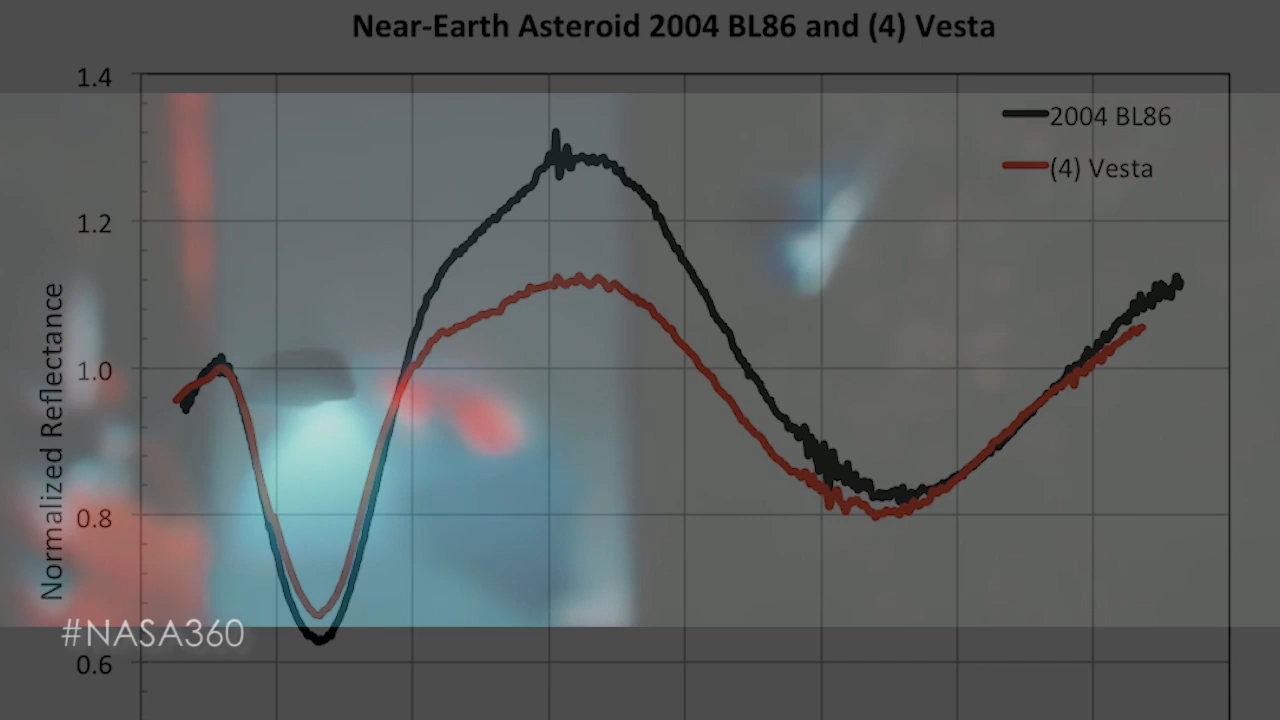 Near-Earth Asteroid 2004 BL86 and (4) Vesta
1.4
2004 BL86
(4) Vesta
1.2
Normalized Reflectance
1.0
0.8
#NASA360
0.6